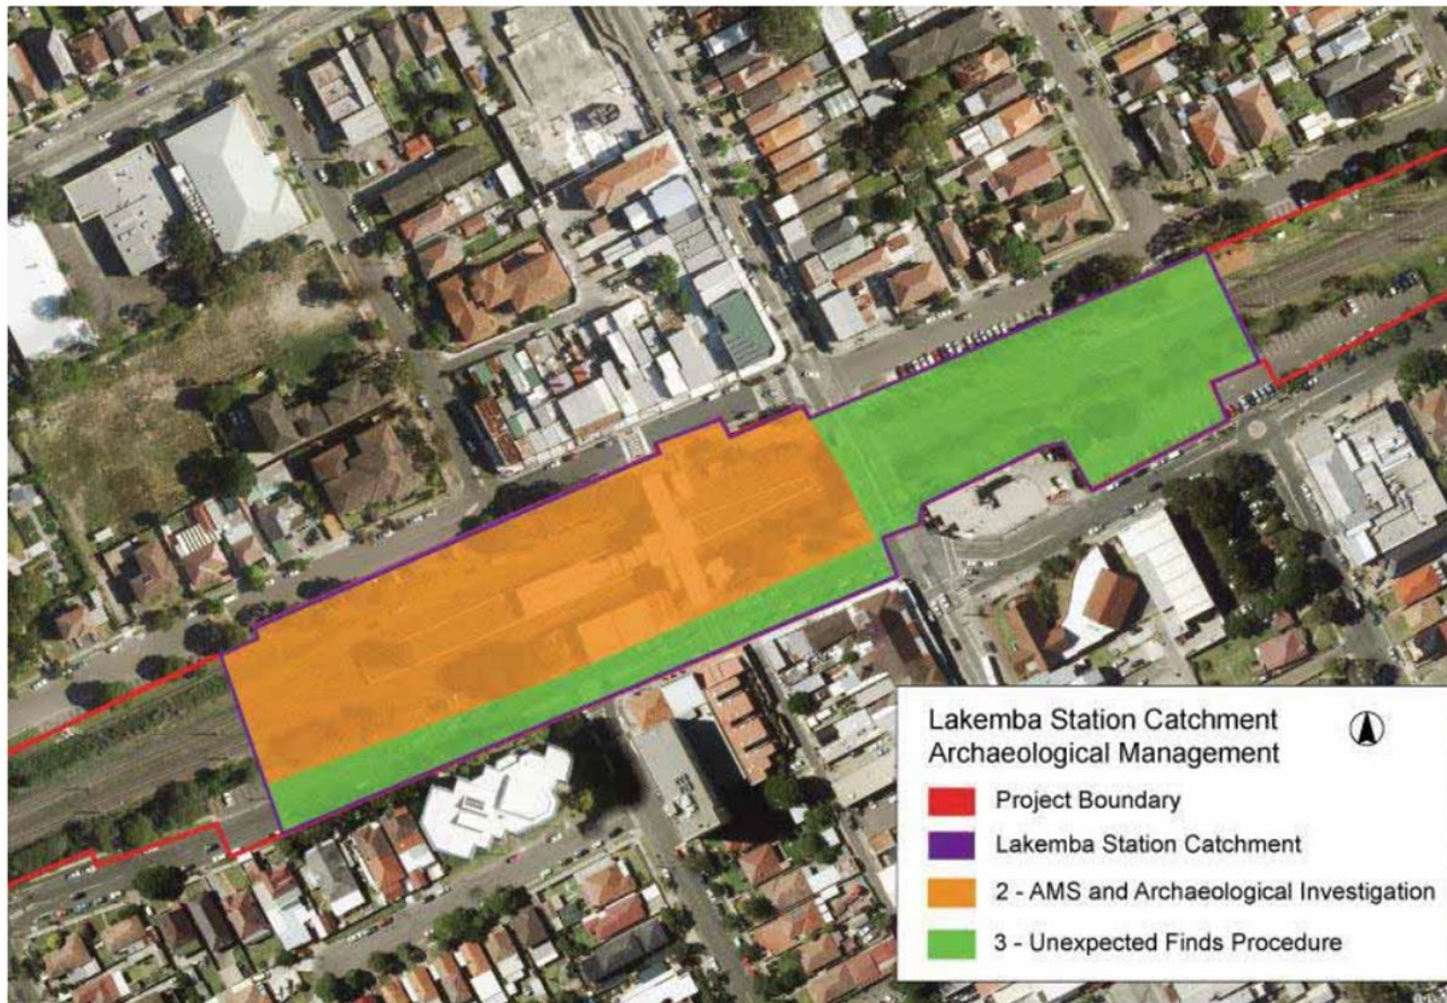 Lakemba Station Catchment
Archaeological Management
Project Boundary
Lakemba Station Catchment
2 - AMS and Archaeological Investigation
3 - Unexpected Finds Procedure